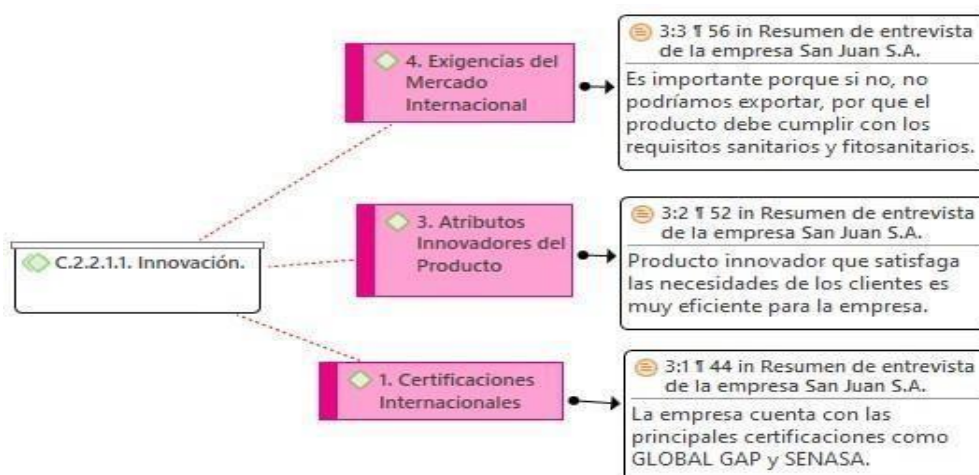 4. Exigencias del
Mercado
Internacional
3:3 ¶ 56 in Resumen de entrevista
de la empresa San Juan S.A.
Es importante porque si no, no
podríamos exportar, por que el
producto debe cumplir con los
requisitos sanitarios y fitosanitarios.
C.2.2.1.1. Innovación.
3. Atributos
Innovadores del
Producto
3:2 ¶ 52 in Resumen de entrevista
de la empresa San Juan S.A.
Producto innovador que satisfaga
las necesidades de los clientes es
muy eficiente para la empresa.
1. Certificaciones
Internacionales
3:1 ¶ 44 in Resumen de entrevista
de la empresa San Juan S.A.
La empresa cuenta con las
principales certificaciones como
GLOBAL GAP y SENASA.